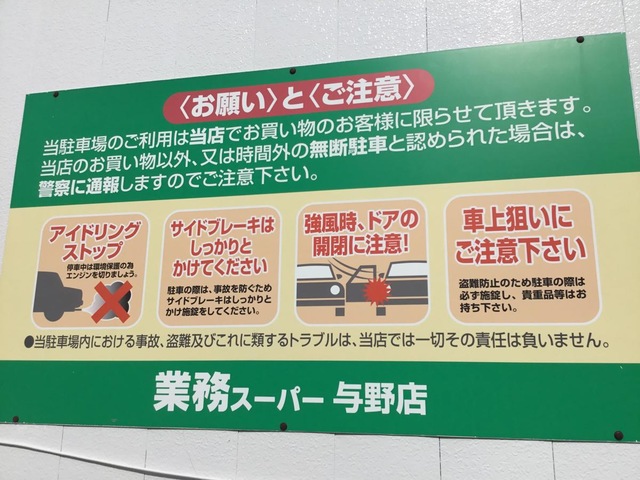 〈お願い〉と〈ご注意〉
当駐車場のご利用は当店でお買い物のお客様に限らせて頂きます。
当店のお買い物以外、又は時間外の無断駐車と認められた場合は、
警察に通報しますのでご注意下さい。
アイドリング
ストップ
停車中は環境保護の為
エンジンを切りましょう。
サイドブレーキは
しっかりと
かけてください
駐車の際は、事故を防ぐため
サイドブレーキはしっかりと
かけ施錠をしてください。
強風時、ドアの
開閉に注意!
車上狙いに
ご注意下さい
盗難防止のため駐車の際は
必ず施錠し、貴重品等はお
持ち下さい。
●当駐車場内における事故、盗難及びこれに類するトラブルは、当店では一切その責任は負いません。
業務スーパー 与野店